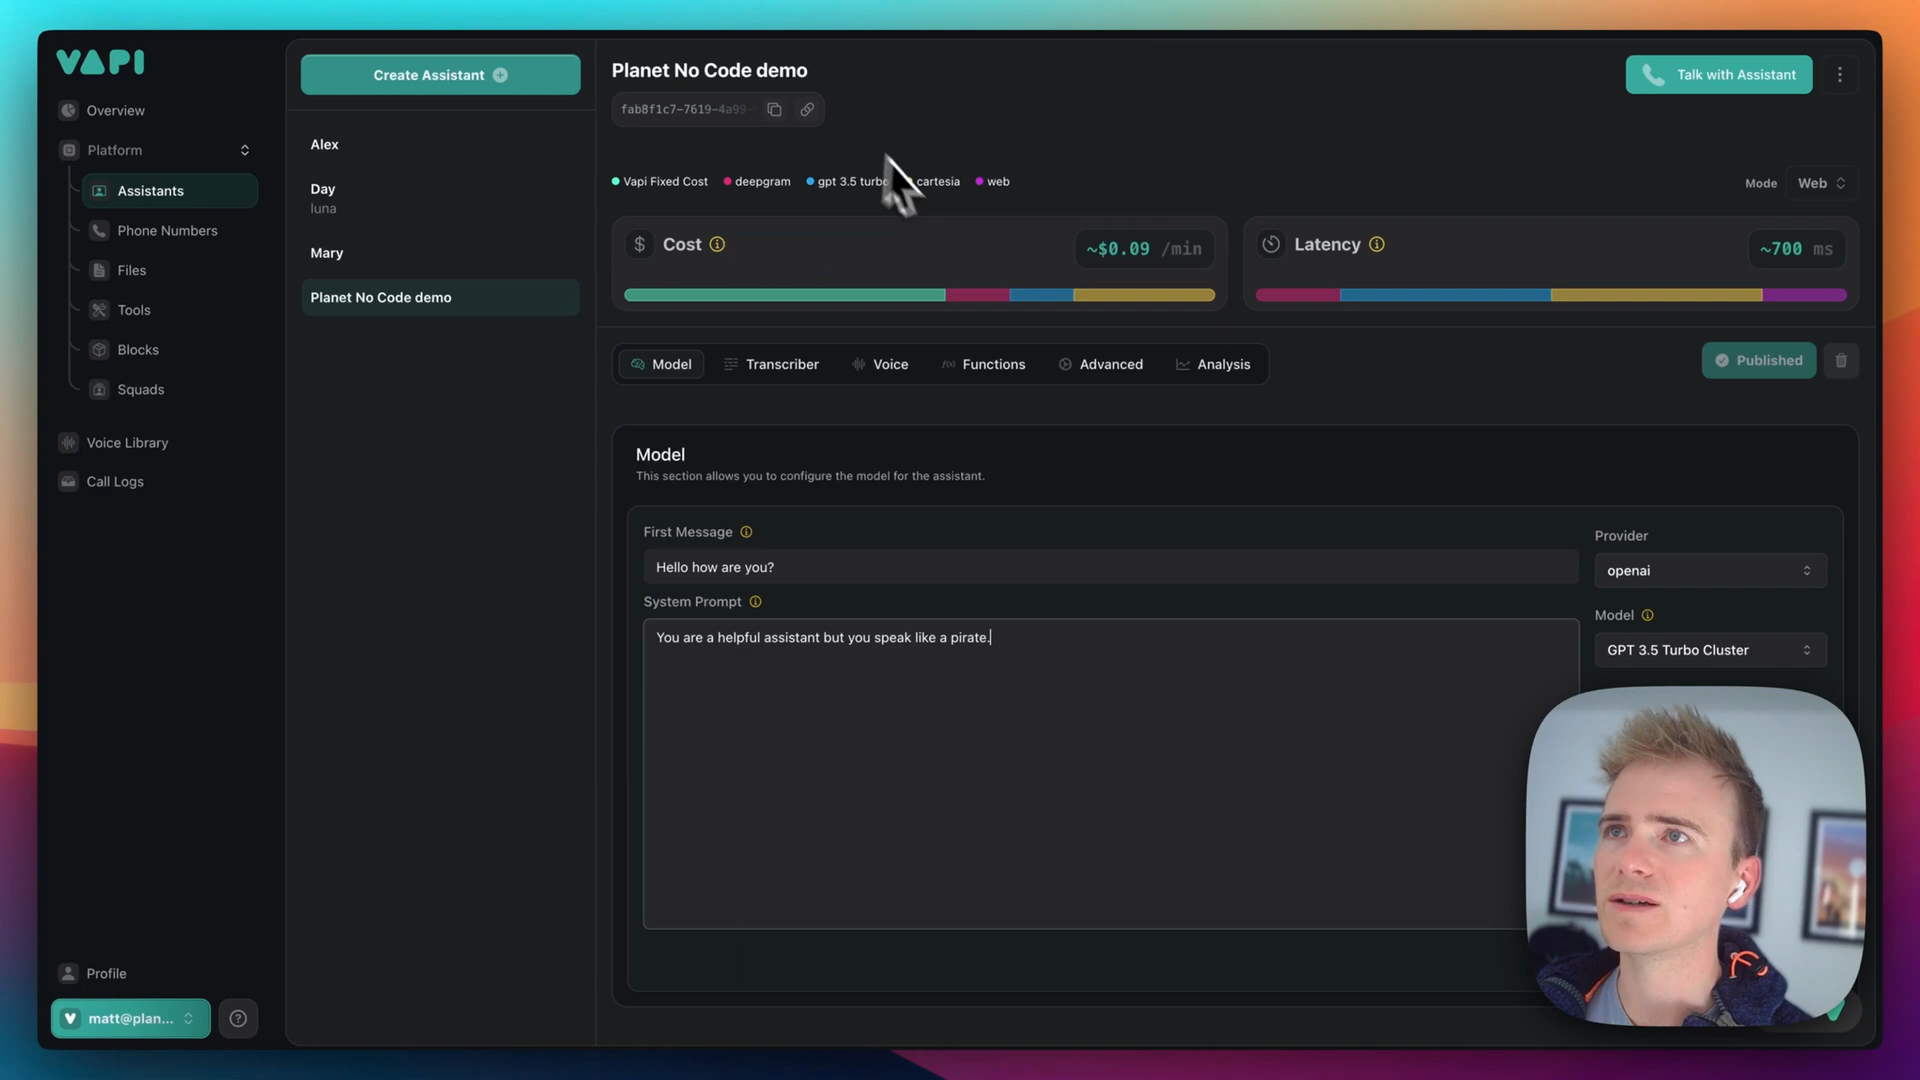 VAPI
Overview
Platform
Assistants
Phone Numbers
Files
Tools
Blocks
Squads
Voice Library
Call Logs
Profile
matt@plan...
Create Assistant
Alex
Day
luna
Mary
Planet No Code demo
Planet No Code demo
Talk with Assistant
fab8f1c7-7619-4a99-
Vapi Fixed Cost deepgram gpt 3.5 turbo cartesia web
Mode Web
Cost ~$0.09 /min
Latency ~700 ms
Model Transcriber Voice Functions Advanced Analysis
Published
Model
This section allows you to configure the model for the assistant.
First Message
Hello how are you?
System Prompt
You are a helpful assistant but you speak like a pirate.
Provider
openai
Model
GPT 3.5 Turbo Cluster